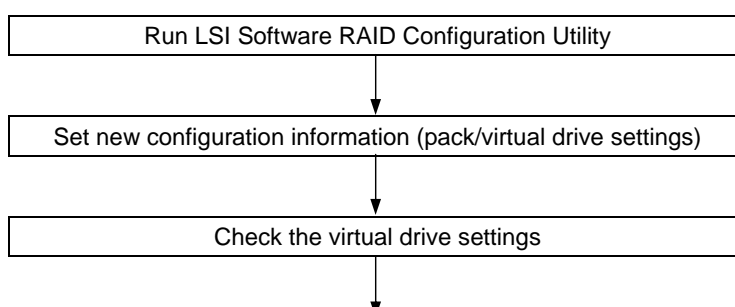 Run LSI Software RAID Configuration Utility
Set new configuration information (pack/virtual drive settings)
Check the virtual drive settings